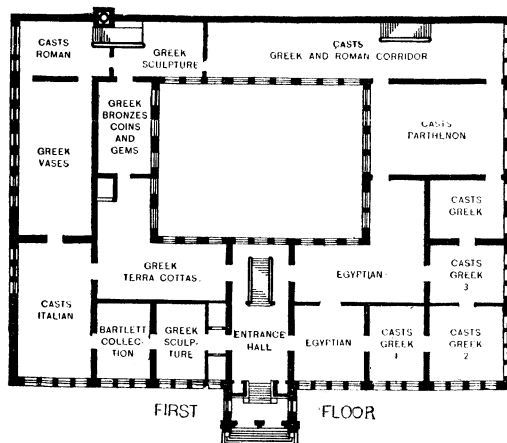 CASTS
ROMAN
GREEK
SCULPTURE
CASTS
GREEK AND ROMAN CORRIDOR
GREEK
BRONZES
COINS
AND
GEMS
CASTS
PARTHENON
GREEK
VASES
CASTS
GREEK
GREEK
TERRA COTTAS.
EGYPTIAN
CASTS
GREEK
3
CASTS
ITALIAN
BARTLETT
COLLEC-
TION
GREEK
SCULP-
TURE
ENTRANCE
HALL
EGYPTIAN
CASTS
GREEK
1
CASTS
GREEK
2
FIRST FLOOR